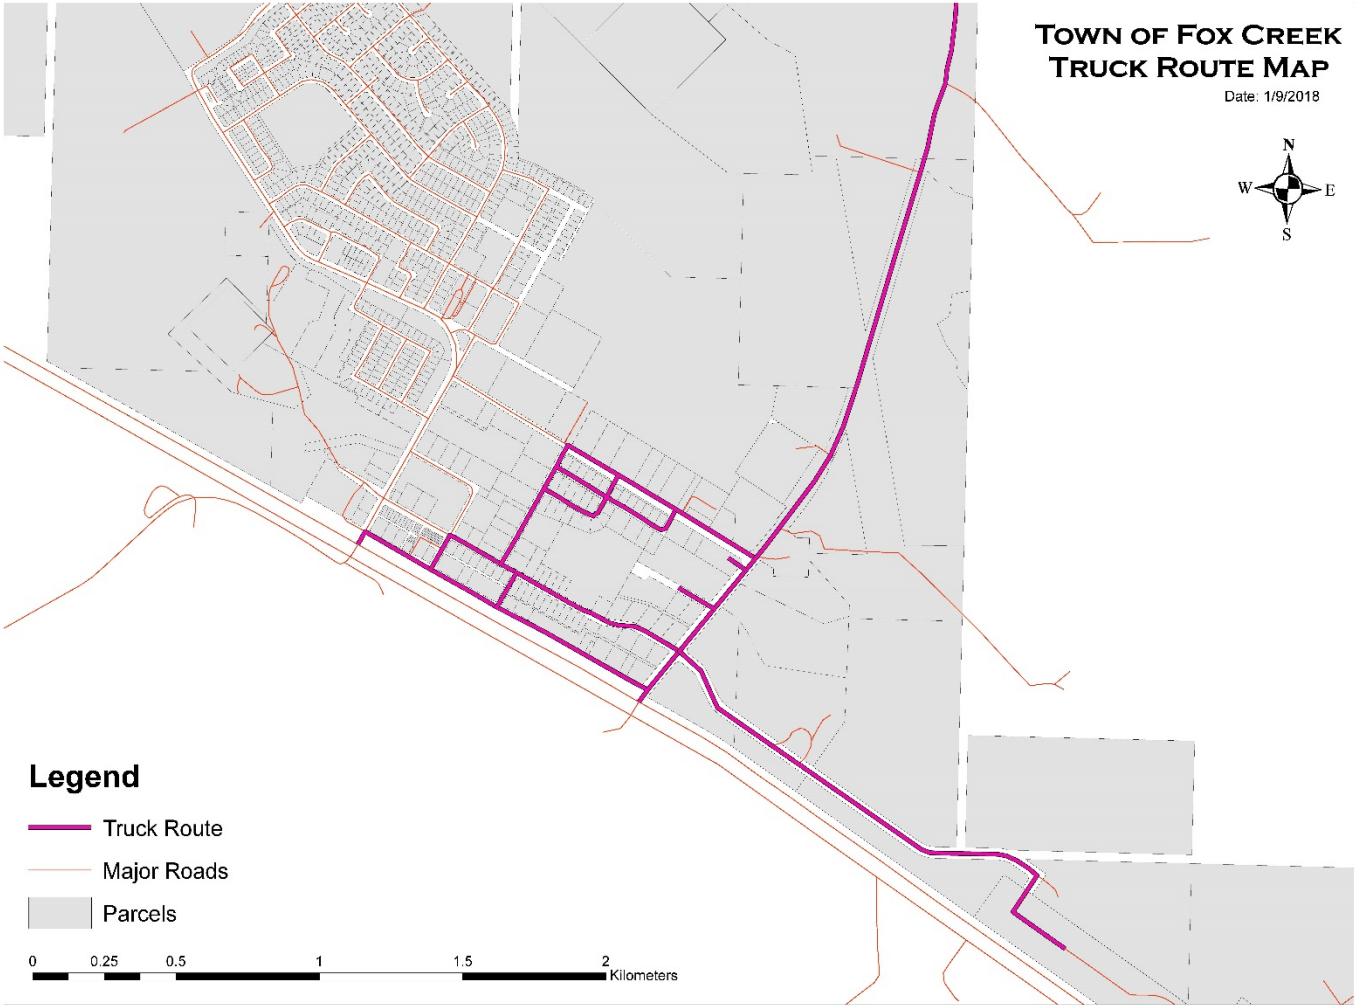 TOWN OF FOX CREEK
TRUCK ROUTE MAP
Date: 1/9/2018
N
W E
S
Legend
Truck Route
Major Roads
Parcels
0 0.25 0.5 1 1.5 2
Kilometers